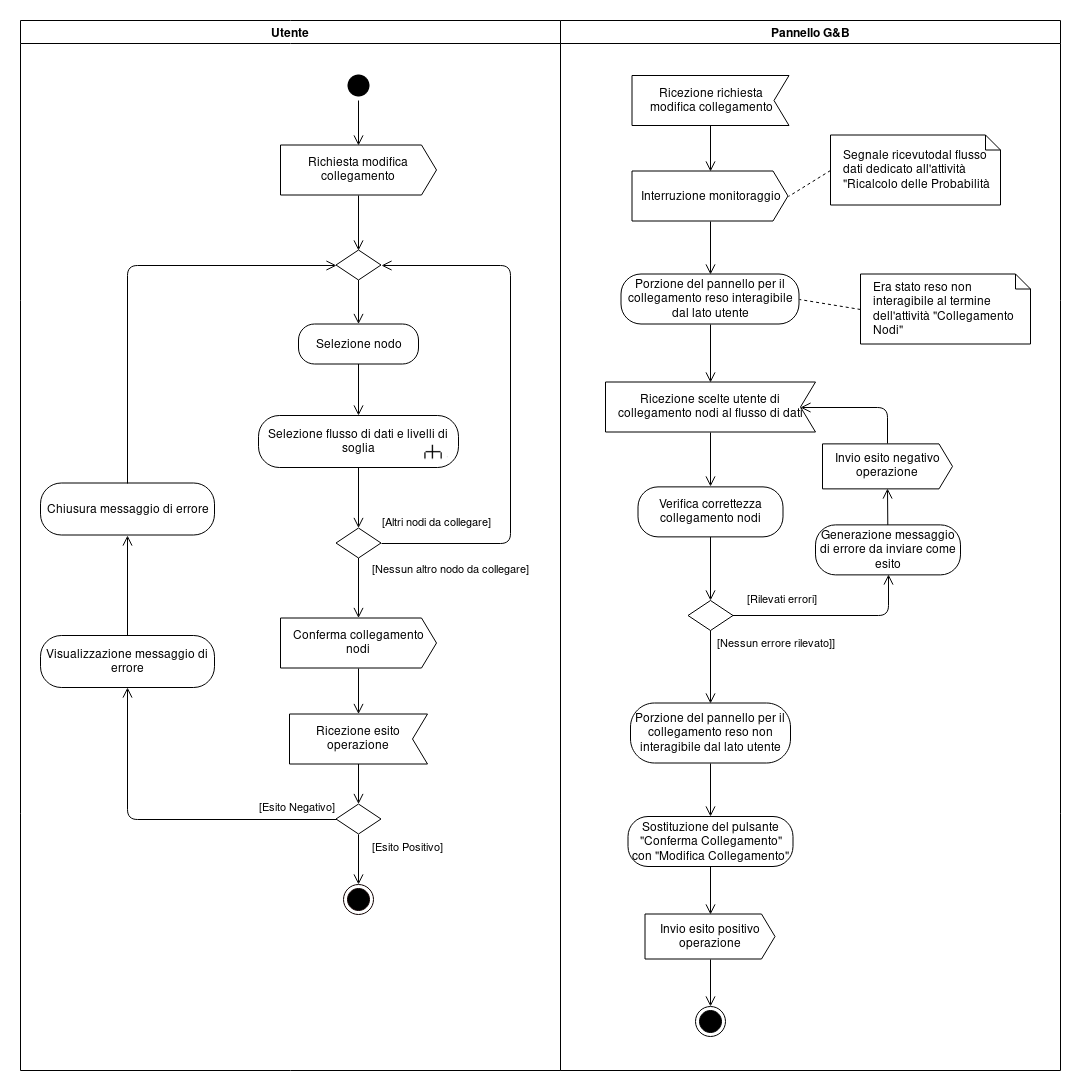 Utente
Richiesta modifica
collegamento
Selezione nodo
Selezione flusso di dati e livelli di
soglia
[Altri nodi da collegare]
[Nessun altro nodo da collegare]
Conferma collegamento
nodi
Ricezione esito
operazione
[Esito Negativo]
[Esito Positivo]
Visualizzazione messaggio di
errore
Chiusura messaggio di errore
Pannello G&B
Ricezione richiesta
modifica collegamento
Interruzione monitoraggio
Segnale ricevutodal flusso
dati dedicato all'attività
"Ricalcolo delle Probabilità
Porzione del pannello per il
collegamento reso interagibile
dal lato utente
Era stato reso non
interagibile al termine
dell'attività "Collegamento
Nodi"
Ricezione scelte utente di
collegamento nodi al flusso di dati
Verifica correttezza
collegamento nodi
[Rilevati errori]
[Nessun errore rilevato]]
Generazione messaggio
di errore da inviare come
esito
Invio esito negativo
operazione
Porzione del pannello per il
collegamento reso non
interagibile dal lato utente
Sostituzione del pulsante
"Conferma Collegamento"
con "Modifica Collegamento"
Invio esito positivo
operazione